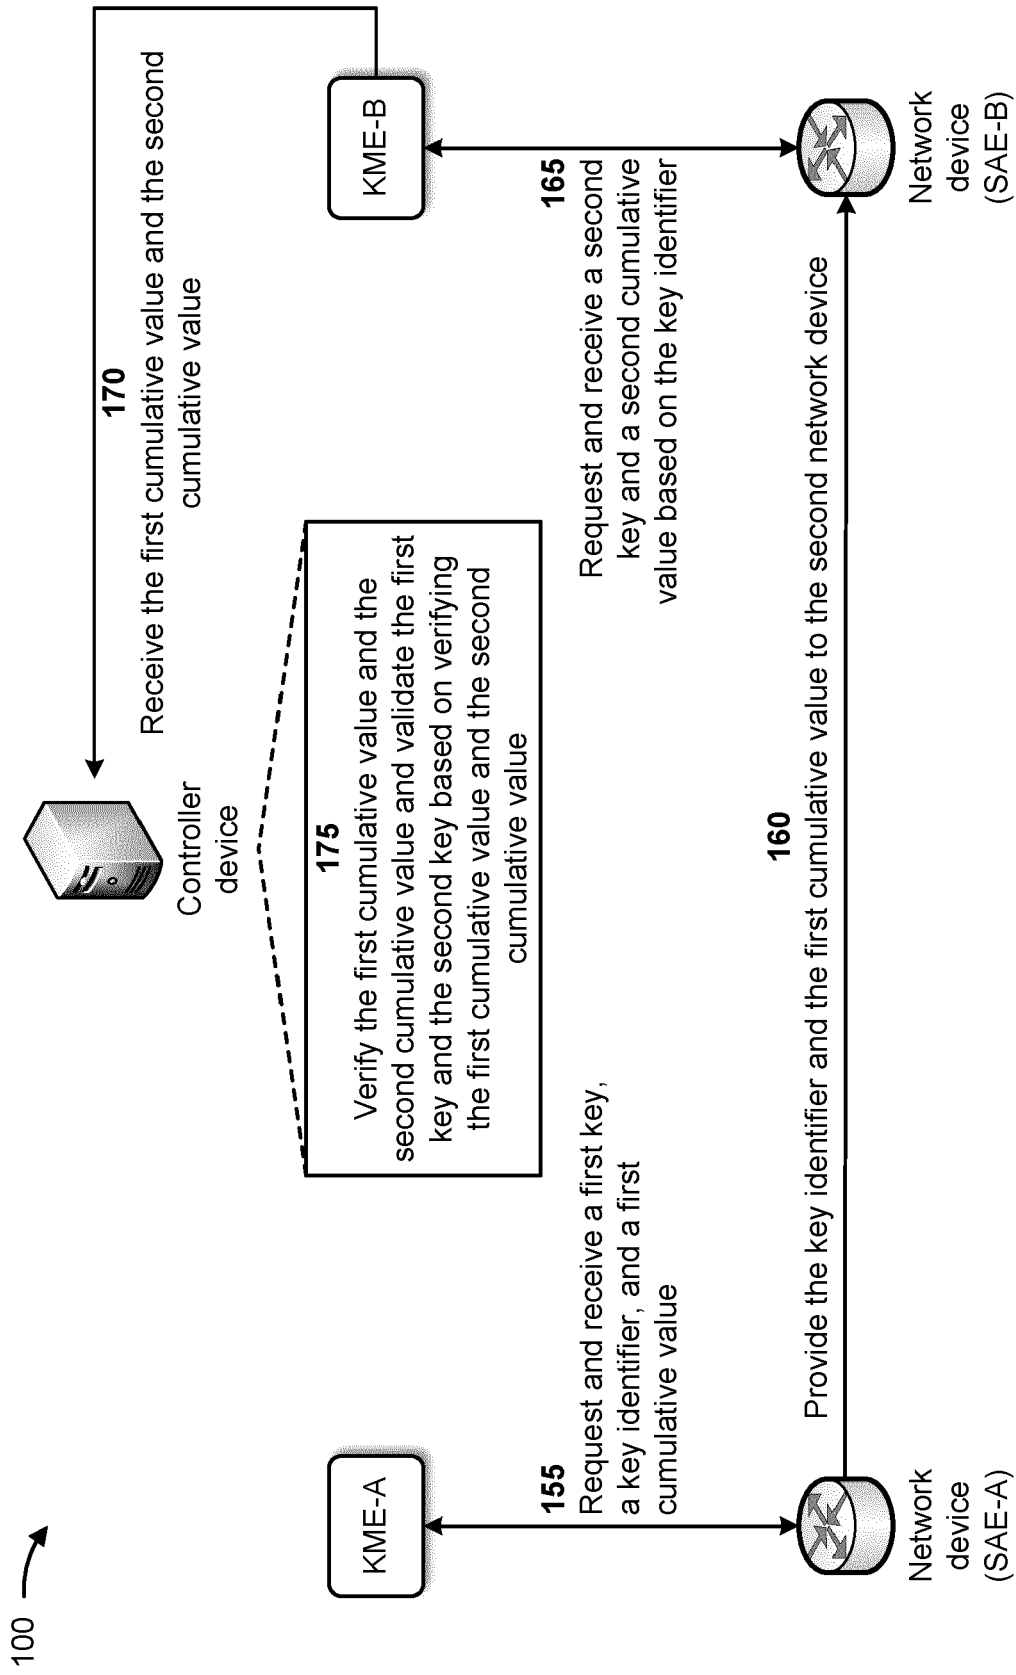 100
Controller
device
170
Receive the first cumulative value and the second
cumulative value
175
Verify the first cumulative value and the
second cumulative value and validate the first
key and the second key based on verifying
the first cumulative value and the second
cumulative value
KME-A
KME-B
155
Request and receive a first key,
a key identifier, and a first
cumulative value
165
Request and receive a second
key and a second cumulative
value based on the key identifier
160
Provide the key identifier and the first cumulative value to the second network device
Network
device
(SAE-A)
Network
device
(SAE-B)